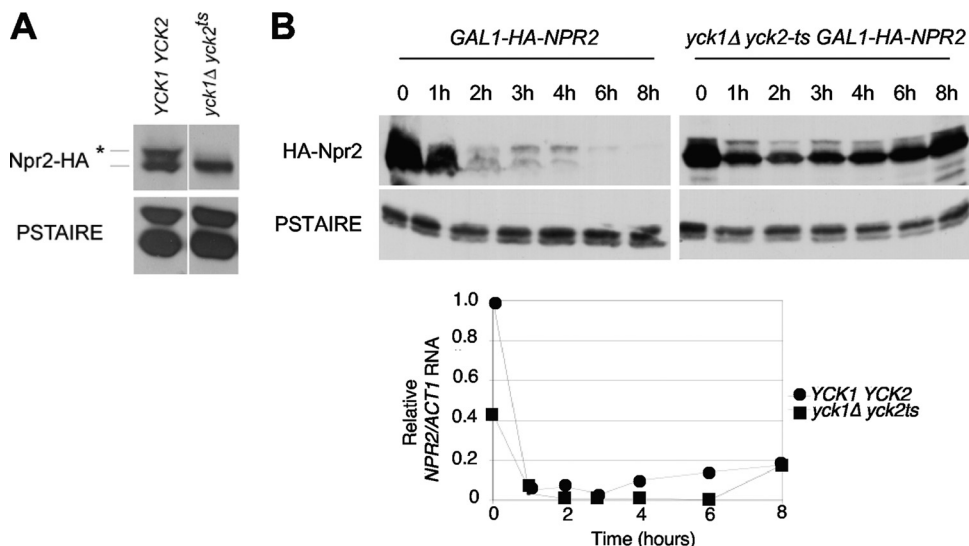 A
YCK1 YCK2
yck1Δ yck2ts
Npr2-HA
*
PSTAIRE
B
GAL1-HA-NPR2
yck1Δ yck2-ts GAL1-HA-NPR2
0 1h 2h 3h 4h 6h 8h
0 1h 2h 3h 4h 6h 8h
HA-Npr2
PSTAIRE
Relative
NPR2/ACT1 RNA
1.0
0.8
0.6
0.4
0.2
0
0 2 4 6 8
Time (hours)
YCK1 YCK2
yck1Δ yck2ts